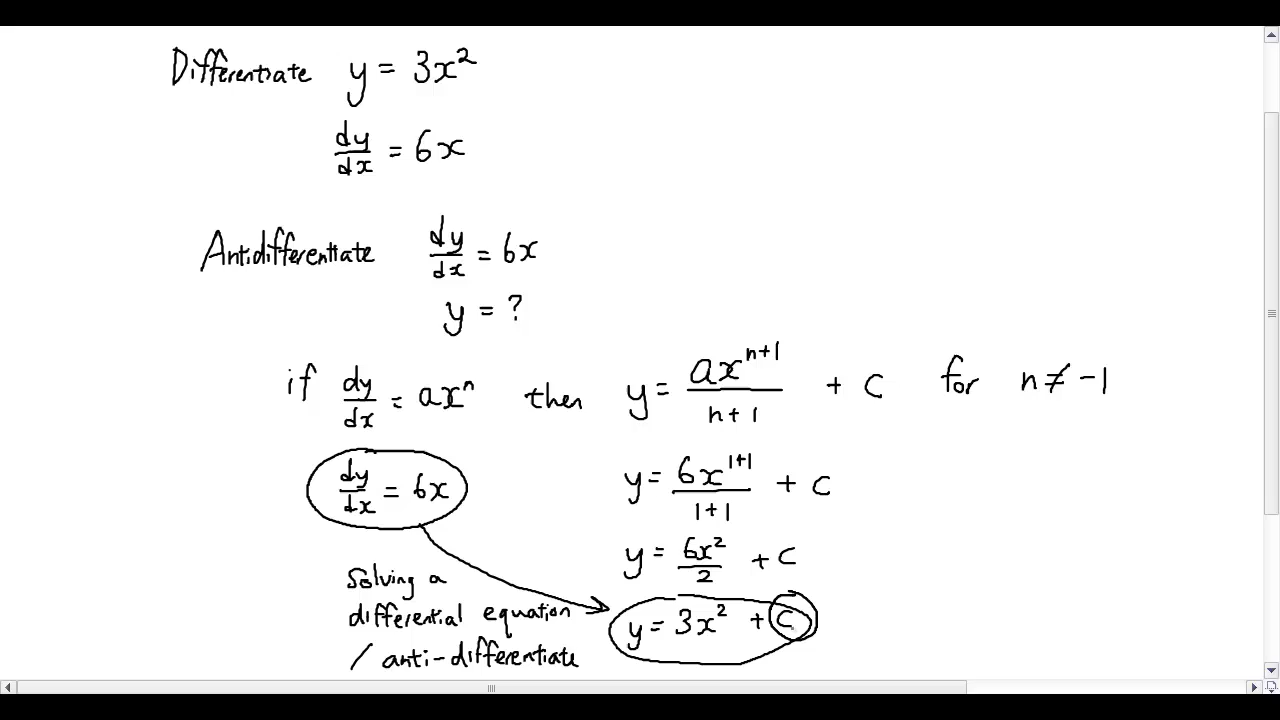 Differentiate y = 3x²
dy/dx = 6x
Antidifferentiate dy/dx = 6x
y = ?
if dy/dx = axⁿ then y = axⁿ⁺¹/n+1 + c for n ≠ -1
dy/dx = 6x y = 6x¹⁺¹/1+1 + c
y = 6x²/2 + c
Solving a
differential equation y = 3x² + c
/ anti-differentiate